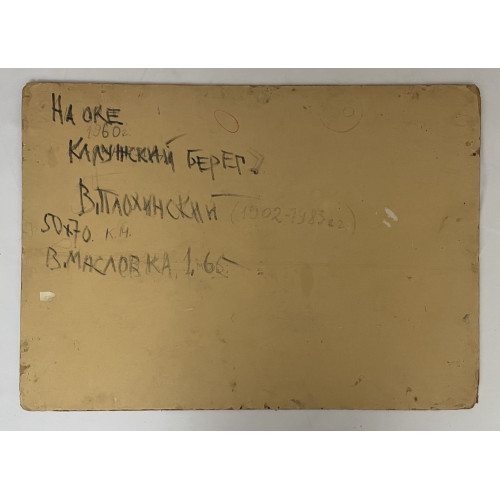 НА ОКЕ
1960г.
КАЛУЖСКИЙ БЕРЕГ.
В.ПЛОХИНСКИЙ (1902-1983гг)
50х70. К.М.
В.МАСЛОВКА, 1.65